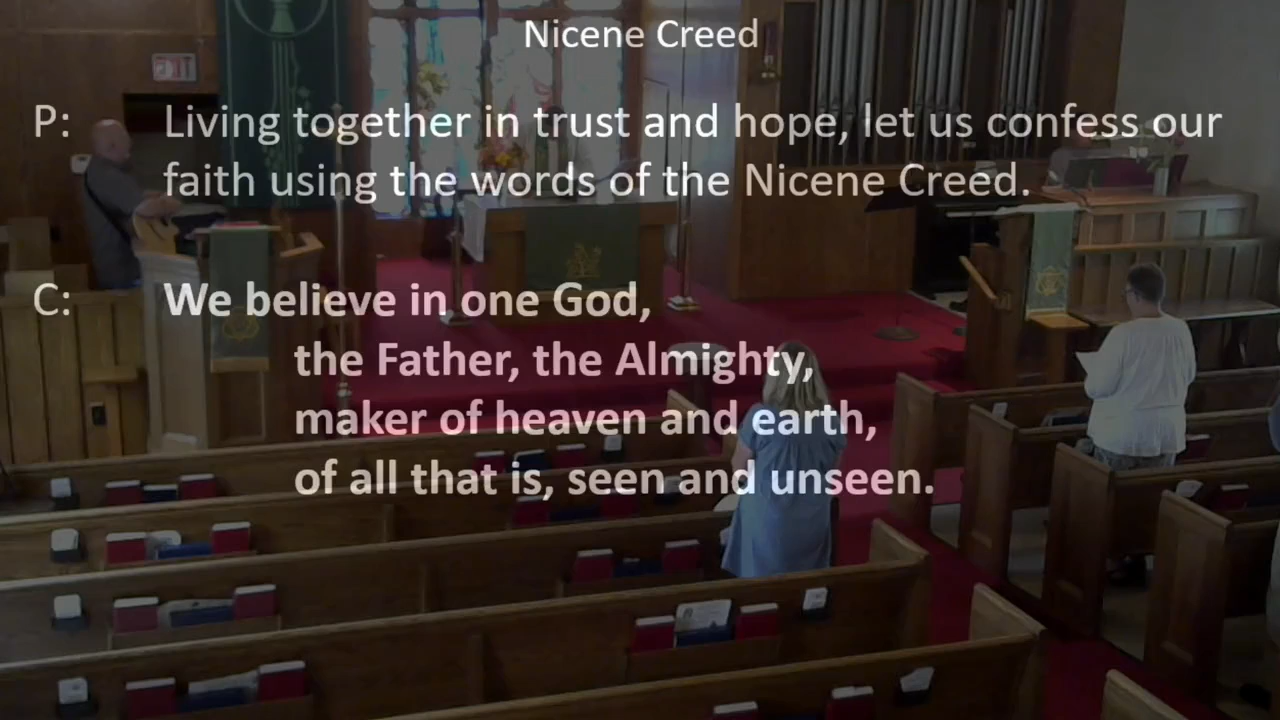 Nicene Creed
P: Living together in trust and hope, let us confess our
faith using the words of the Nicene Creed.
C: We believe in one God,
the Father, the Almighty,
maker of heaven and earth,
of all that is, seen and unseen.